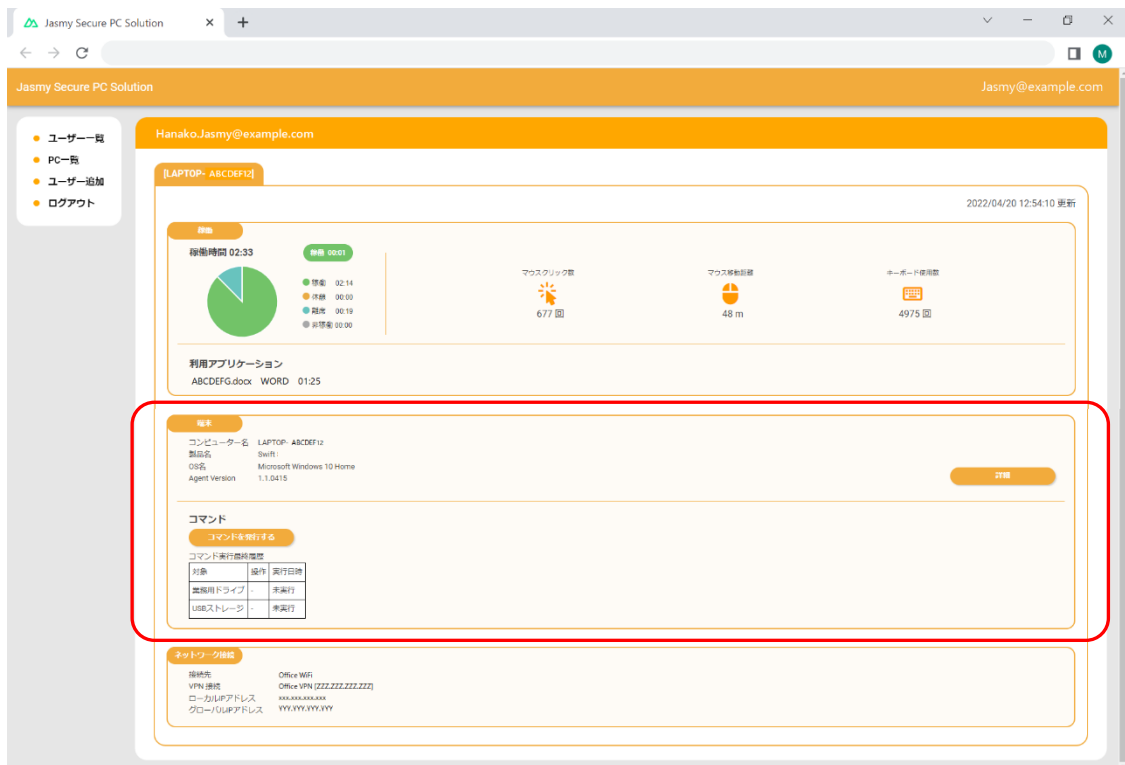 Jasmy Secure PC Solution
M
Jasmy Secure PC Solution
Jasmy@example.com
ユーザー一覧
PC一覧
ユーザー追加
ログアウト
Hanako.Jasmy@example.com
[LAPTOP- ABCDEF12]
2022/04/20 12:54:10 更新
稼働
稼働時間 02:33
稼働 00:01
稼働 02:14
休憩 00:00
離席 00:19
非稼働 00:00
マウスクリック数
677 回
マウス移動距離
48 m
キーボード使用数
4975 回
利用アプリケーション
ABCDEFG.docx WORD 01:25
端末
コンピューター名 LAPTOP- ABCDEF12
製品名 Swift
OS名 Microsoft Windows 10 Home
Agent Version 1.1.0415
詳細
コマンド
コマンドを発行する
コマンド実行最終履歴
対象 操作 実行日時
業務用ドライブ - 未実行
USBストレージ - 未実行
ネットワーク接続
接続先 Office WiFi
VPN 接続 Office VPN [ZZZ.ZZZ.ZZZ.ZZZ]
ローカルIPアドレス xxx.xxx.xxx.xxx
グローバルIPアドレス YYY.YYY.YYY.YYY